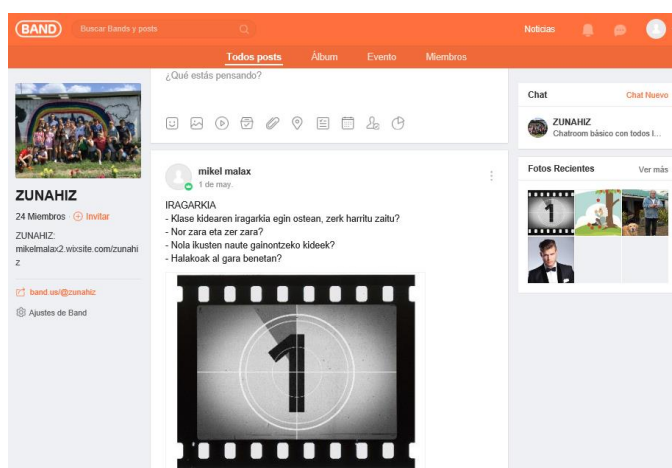 BAND
Buscar Bands y posts
Noticias
Todos posts
Álbum
Evento
Miembros
ZUNAHIZ
24 Miembros · Invitar
ZUNAHIZ:
mikelmalax2.wixsite.com/zunahi
z
band.us/@zunahiz
Ajustes de Band
¿Qué estás pensando?
mikel malax
1 de may.
IRAGARKIA
- Klase kidearen iragarkia egin ostean, zerk harritu zaitu?
- Nor zara eta zer zara?
- Nola ikusten naute gainontzeko kideek?
- Halakoak al gara benetan?
1
Chat
Chat Nuevo
ZUNAHIZ
Chatroom básico con todos l...
Fotos Recientes
Ver más
1